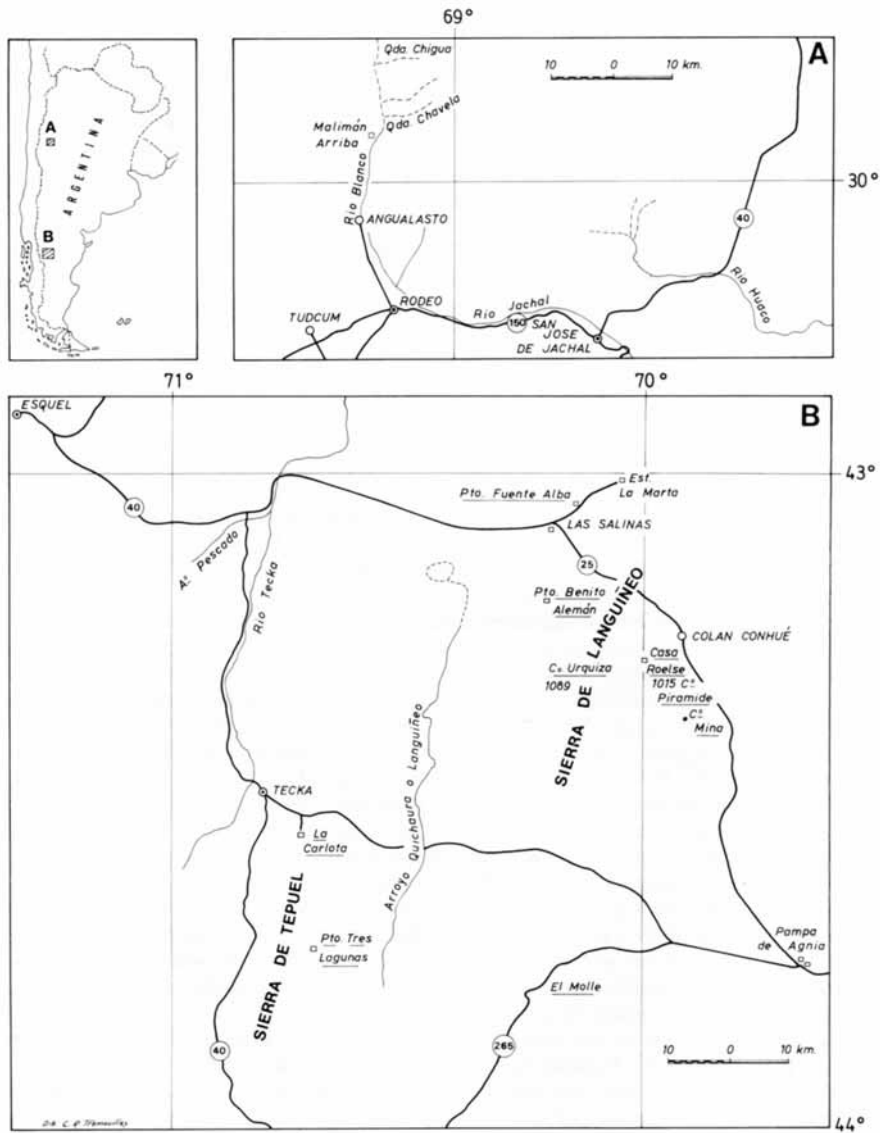 A
B
ARGENTINA
69°
A
10 0 10 km.
Qda. Chigua
Qda. Chavela
Malimán
Arriba
Rio Blanco
30°
ANGUALASTO
40
Rio Huaco
RODEO
Rio Jachal
TUDCUM
150
SAN
JOSE
DE JACHAL
71°
70°
B
ESQUEL
43°
Est.
La Marta
Pto. Fuente Alba
40
LAS SALINAS
Aº. Pescado
25
Rio Tecka
Pto. Benito
Alemán
SIERRA DE LANGUIÑEO
COLAN CONHUÉ
Casa
Roelse
Cº. Urquiza
1089
1015 Cº.
Piramide
Cº.
Mina
Arroyo Quichaura o Languiñeo
TECKA
La
Carlota
SIERRA DE TEPUEL
Pto. Tres
Lagunas
Pampa
de Agnia
El Molle
40
265
10 0 10 km.
44°